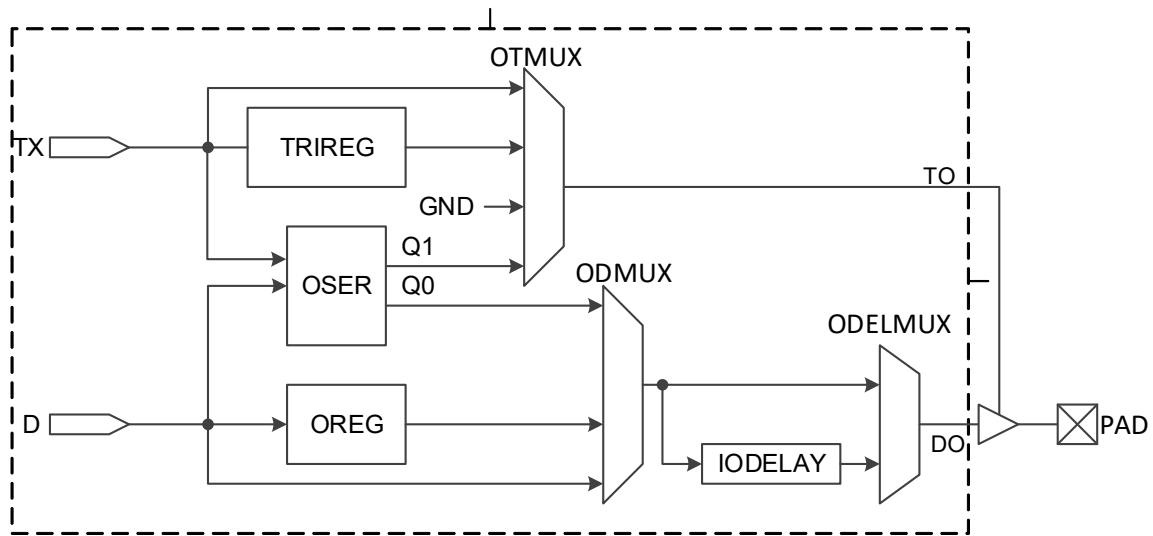 OTMUX
TX
TRIREG
TO
GND
Q1
OSER
ODMUX
Q0
ODELMUX
D
OREG
PAD
DO
IODELAY